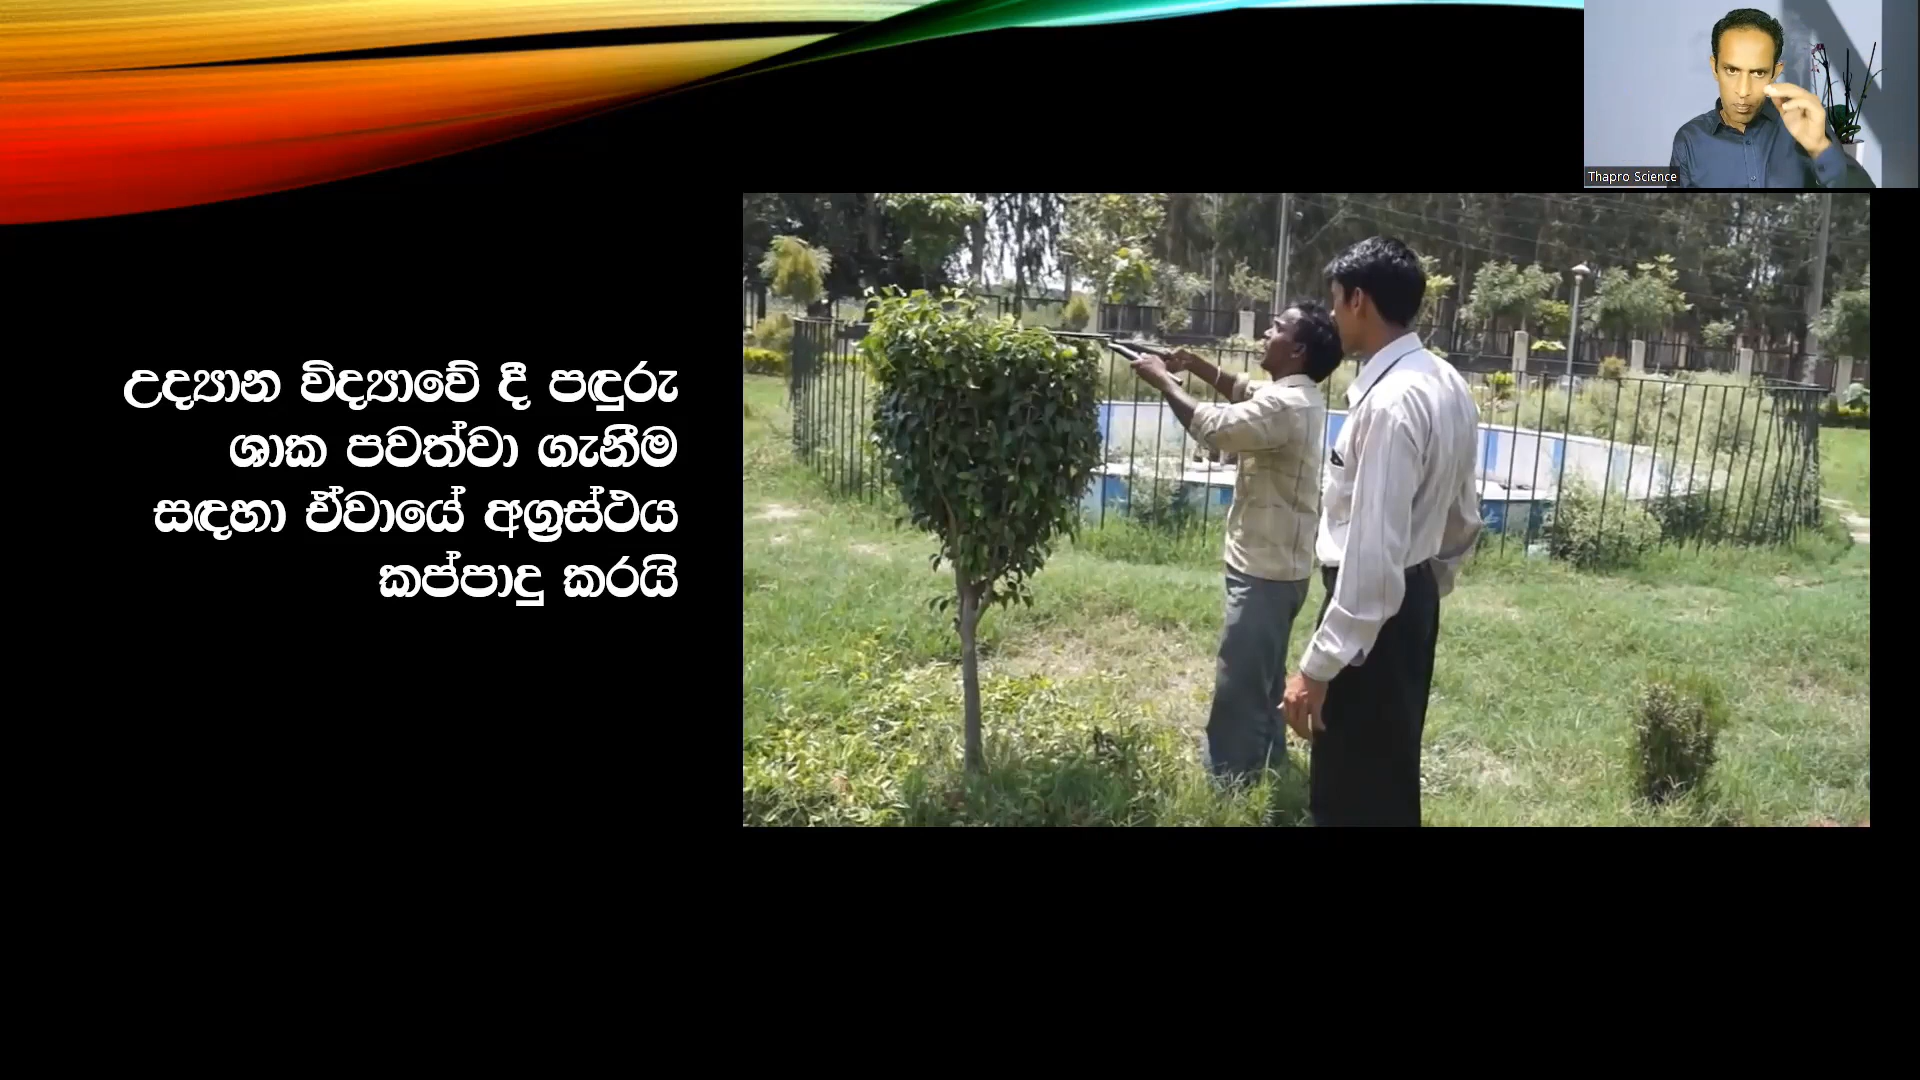 Thapro Science
උද්‍යාන විද්‍යාවේ දී පඳුරු
ශාක පවත්වා ගැනීම
සඳහා ඒවායේ අග්‍රස්ථය
කප්පාදු කරයි